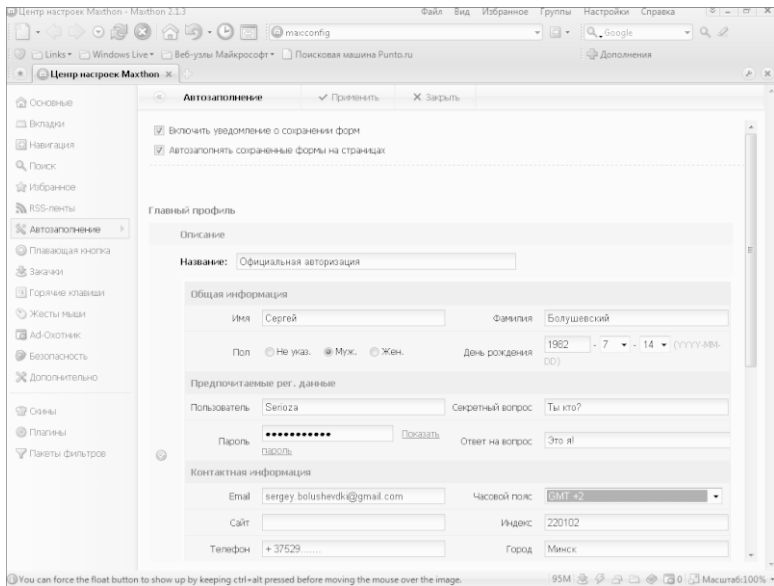 Центр настроек Maxthon - Maxthon 2.1.3 Файл Вид Избранное Группы Настройки Справка
max:config Google
Links Windows Live Веб-узлы Майкрософт Поисковая машина Punto.ru Дополнения
Центр настроек Maxthon
Основные
Вкладки
Навигация
Поиск
Избранное
RSS-ленты
Автозаполнение
Плавающая кнопка
Закачки
Горячие клавиши
Жесты мыши
Ad-Охотник
Безопасность
Дополнительно
Скины
Плагины
Пакеты фильтров
Автозаполнение Применить Закрыть
Включить уведомление о сохранении форм
Автозаполнять сохраненные формы на страницах
Главный профиль
Описание
Название: Официальная авторизация
Общая информация
Имя Сергей Фамилия Болушевский
Пол Не указ. Муж. Жен. День рождения 1982 - 7 - 14 (YYYY-MM-
DD)
Предпочитаемые рег. данные
Пользователь Serioza Секретный вопрос Ты кто?
Пароль ●●●●●●●●●●● Показать Ответ на вопрос Это я!
пароль
Контактная информация
Email sergey.bolushevdki@gmail.com Часовой пояс GMT +2
Сайт Индекс 220102
Телефон + 37529........ Город Минск
You can force the float button to show up by keeping ctrl+alt pressed before moving the mouse over the image. 95M 0 Масштаб:100%